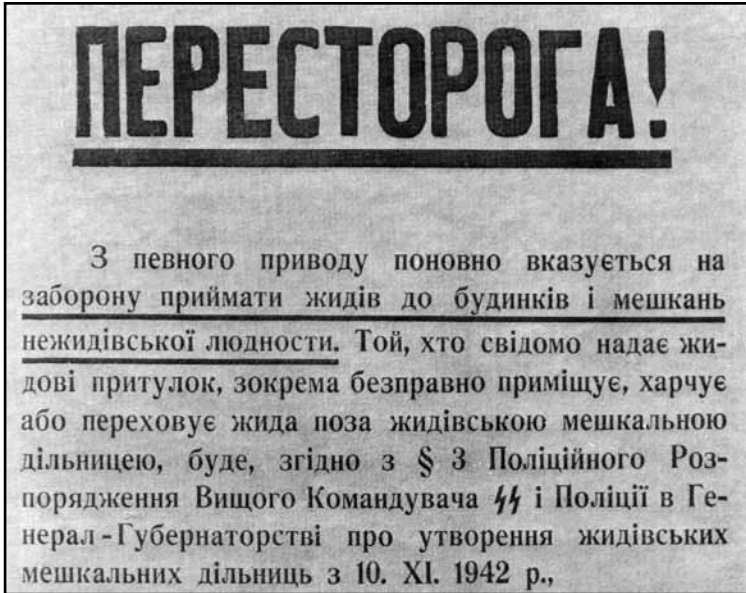 ПЕРЕСТОРОГА!
З певного приводу поновно вказується на
заборону приймати жидів до будинків і мешкань
нежидівської людности. Той, хто свідомо надає жи-
дові притулок, зокрема безправно приміщує, харчує
або переховує жида поза жидівською мешкальною
дільницею, буде, згідно з § 3 Поліційного Роз-
порядження Вищого Командувача ᛋᛋ і Поліції в Ге-
нерал-Губернаторстві про утворення жидівських
мешкальних дільниць з 10. XI. 1942 р.,